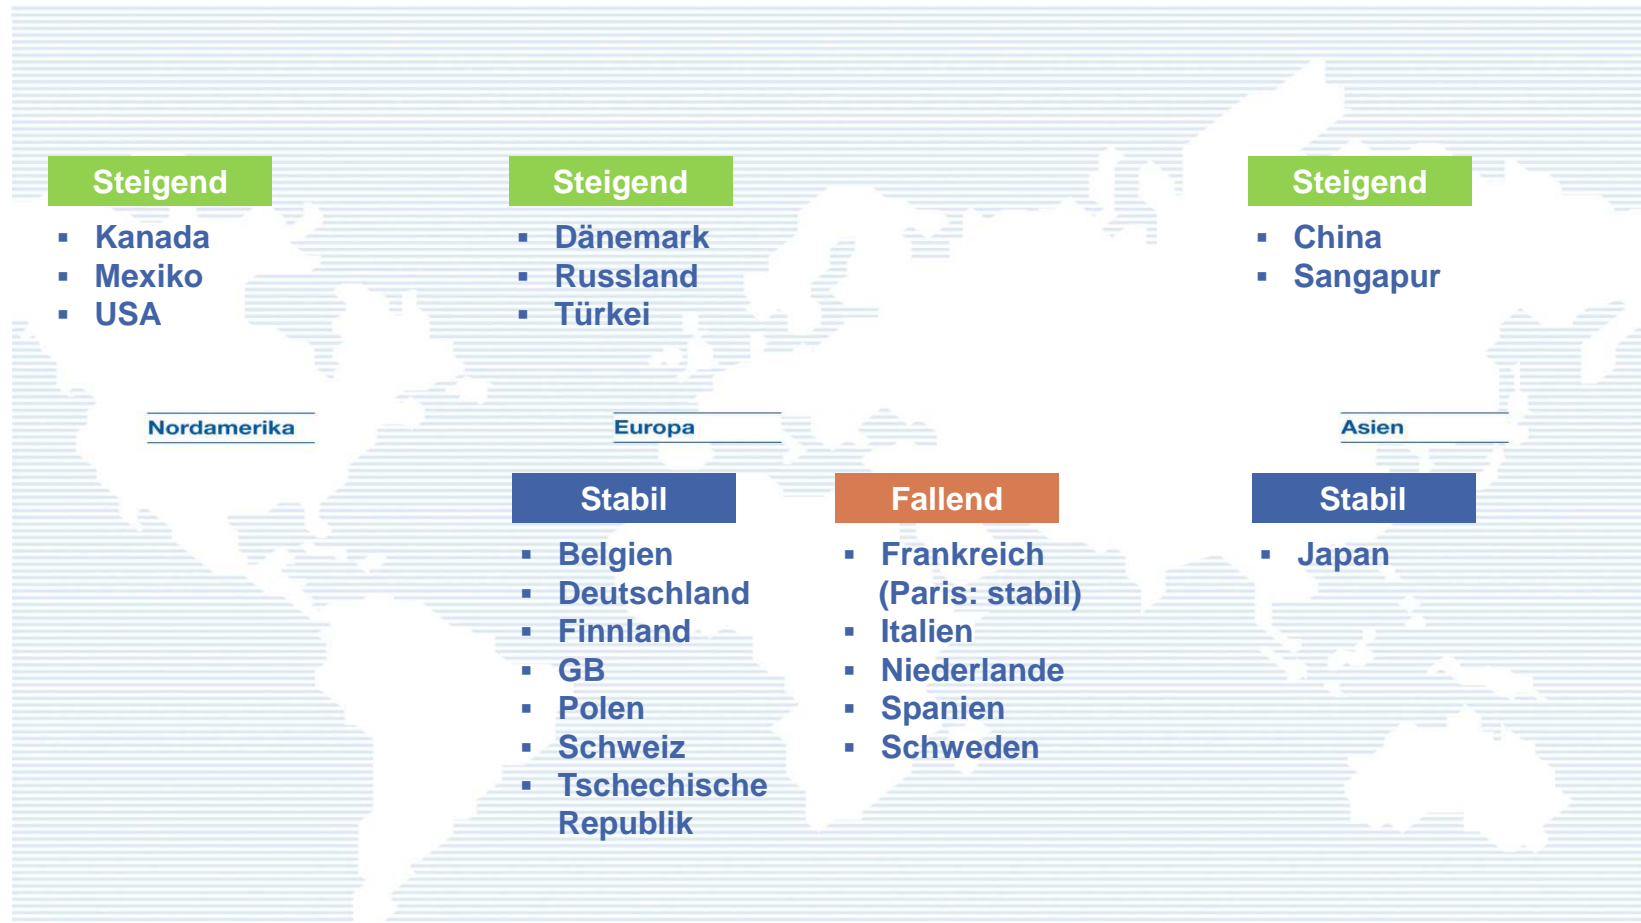 Steigend
▪ Kanada
▪ Mexiko
▪ USA
Nordamerika
Steigend
▪ Dänemark
▪ Russland
▪ Türkei
Europa
Stabil
▪ Belgien
▪ Deutschland
▪ Finnland
▪ GB
▪ Polen
▪ Schweiz
▪ Tschechische
Republik
Fallend
▪ Frankreich
(Paris: stabil)
▪ Italien
▪ Niederlande
▪ Spanien
▪ Schweden
Steigend
▪ China
▪ Sangapur
Asien
Stabil
▪ Japan